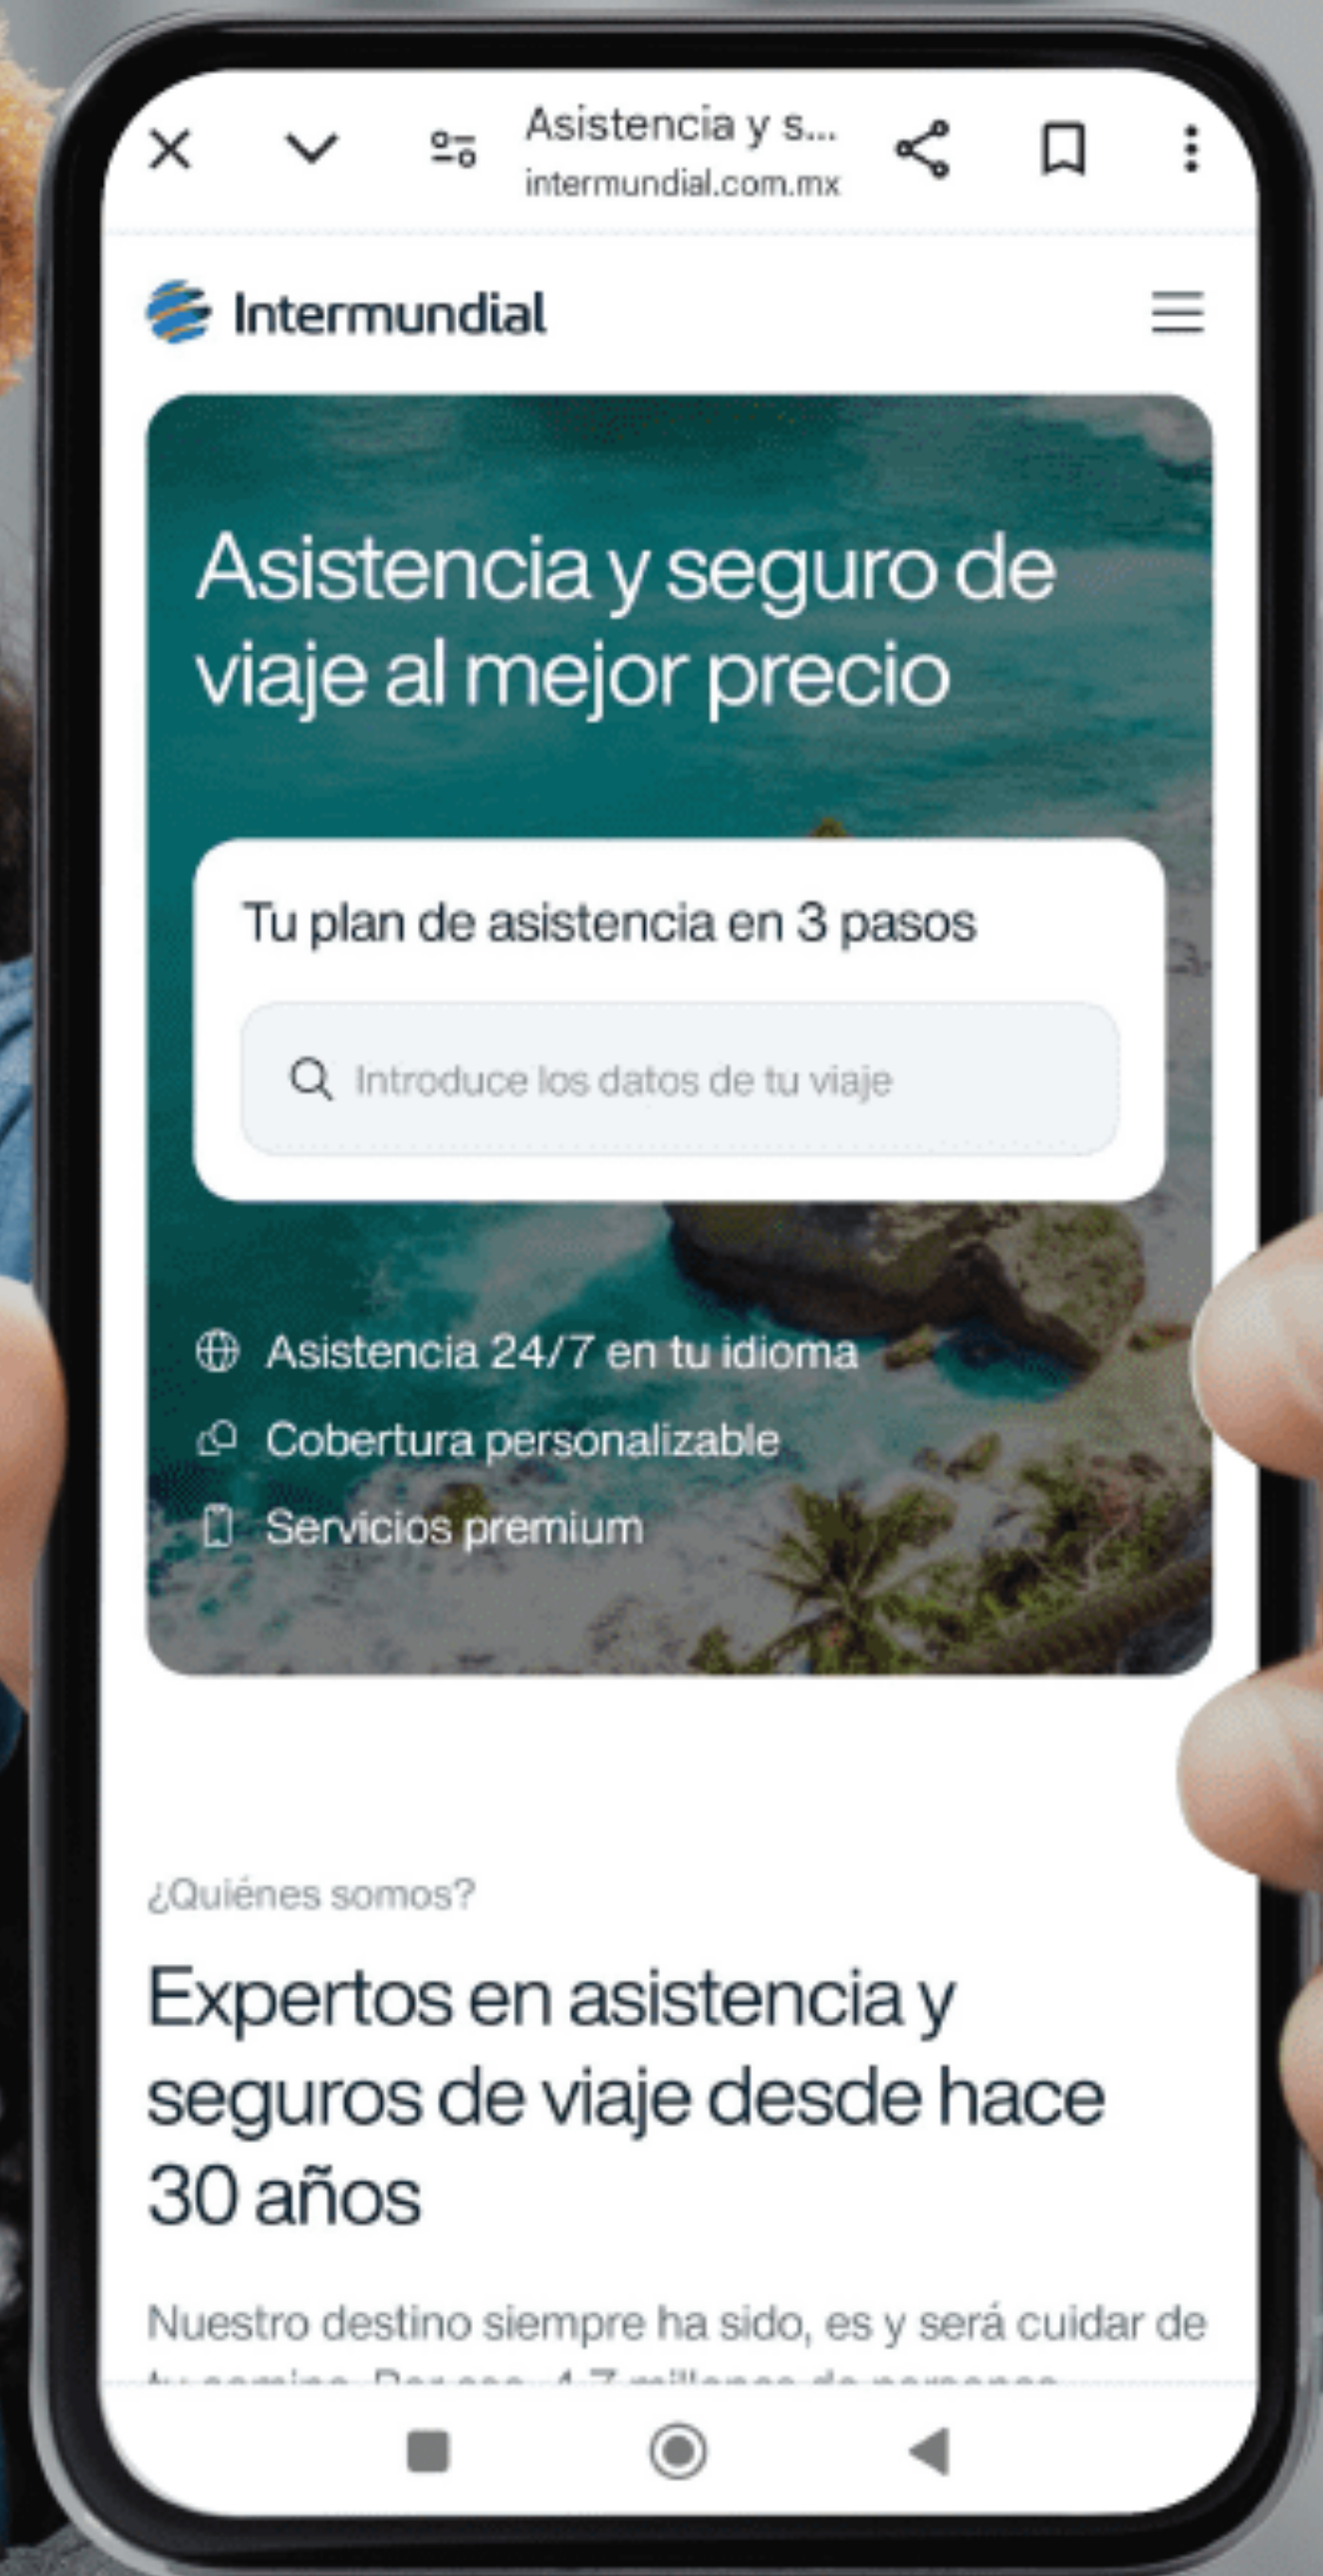 Asistencia y s...
intermundial.com.mx
Intermundial
Asistencia y seguro de
viaje al mejor precio
Tu plan de asistencia en 3 pasos
Introduce los datos de tu viaje
Asistencia 24/7 en tu idioma
Cobertura personalizable
Servicios premium
¿Quiénes somos?
Expertos en asistencia y
seguros de viaje desde hace
30 años
Nuestro destino siempre ha sido, es y será cuidar de